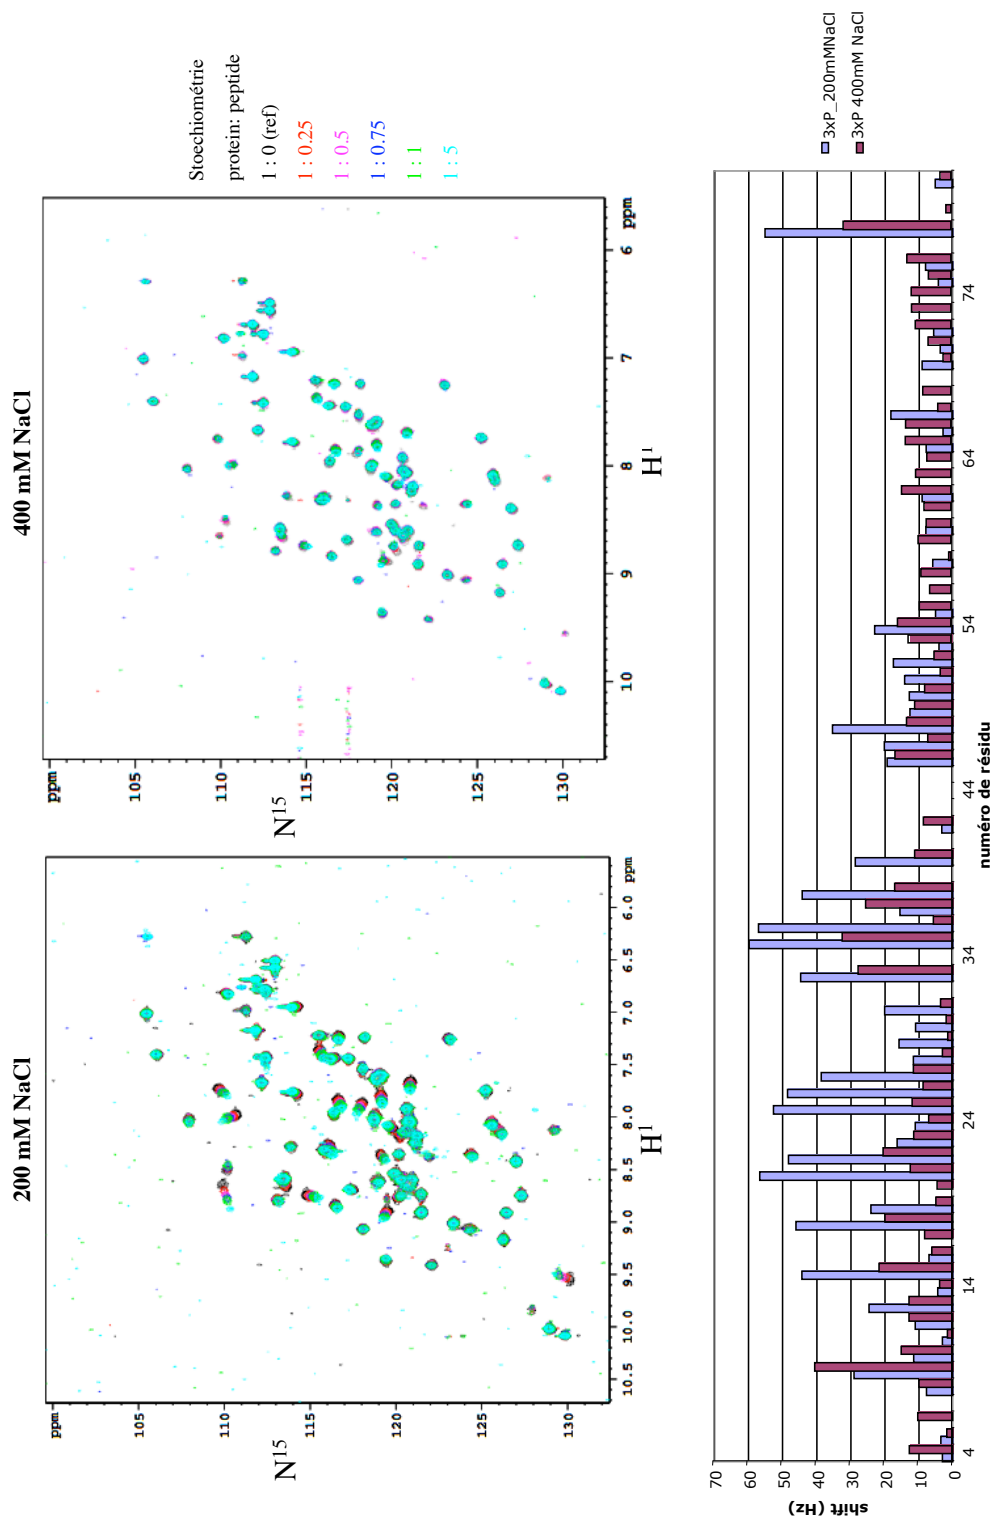 200 mM NaCl
400 mM NaCl
ppm
105
110
115
120
125
130
N15
10.5
10.0
9.5
9.0
8.5
8.0
7.5
7.0
6.5
6.0
ppm
H1
ppm
105
110
115
120
125
130
N15
10
9
8
7
6
ppm
H1
Stoechiométrie
protein: peptide
1 : 0 (ref)
1 : 0.25
1 : 0.5
1 : 0.75
1 : 1
1 : 5
70
60
50
40
30
20
10
0
shift (Hz)
4
14
24
34
44
54
64
74
numéro de résidu
3xP_200mMNaCl
3xP 400mM NaCl